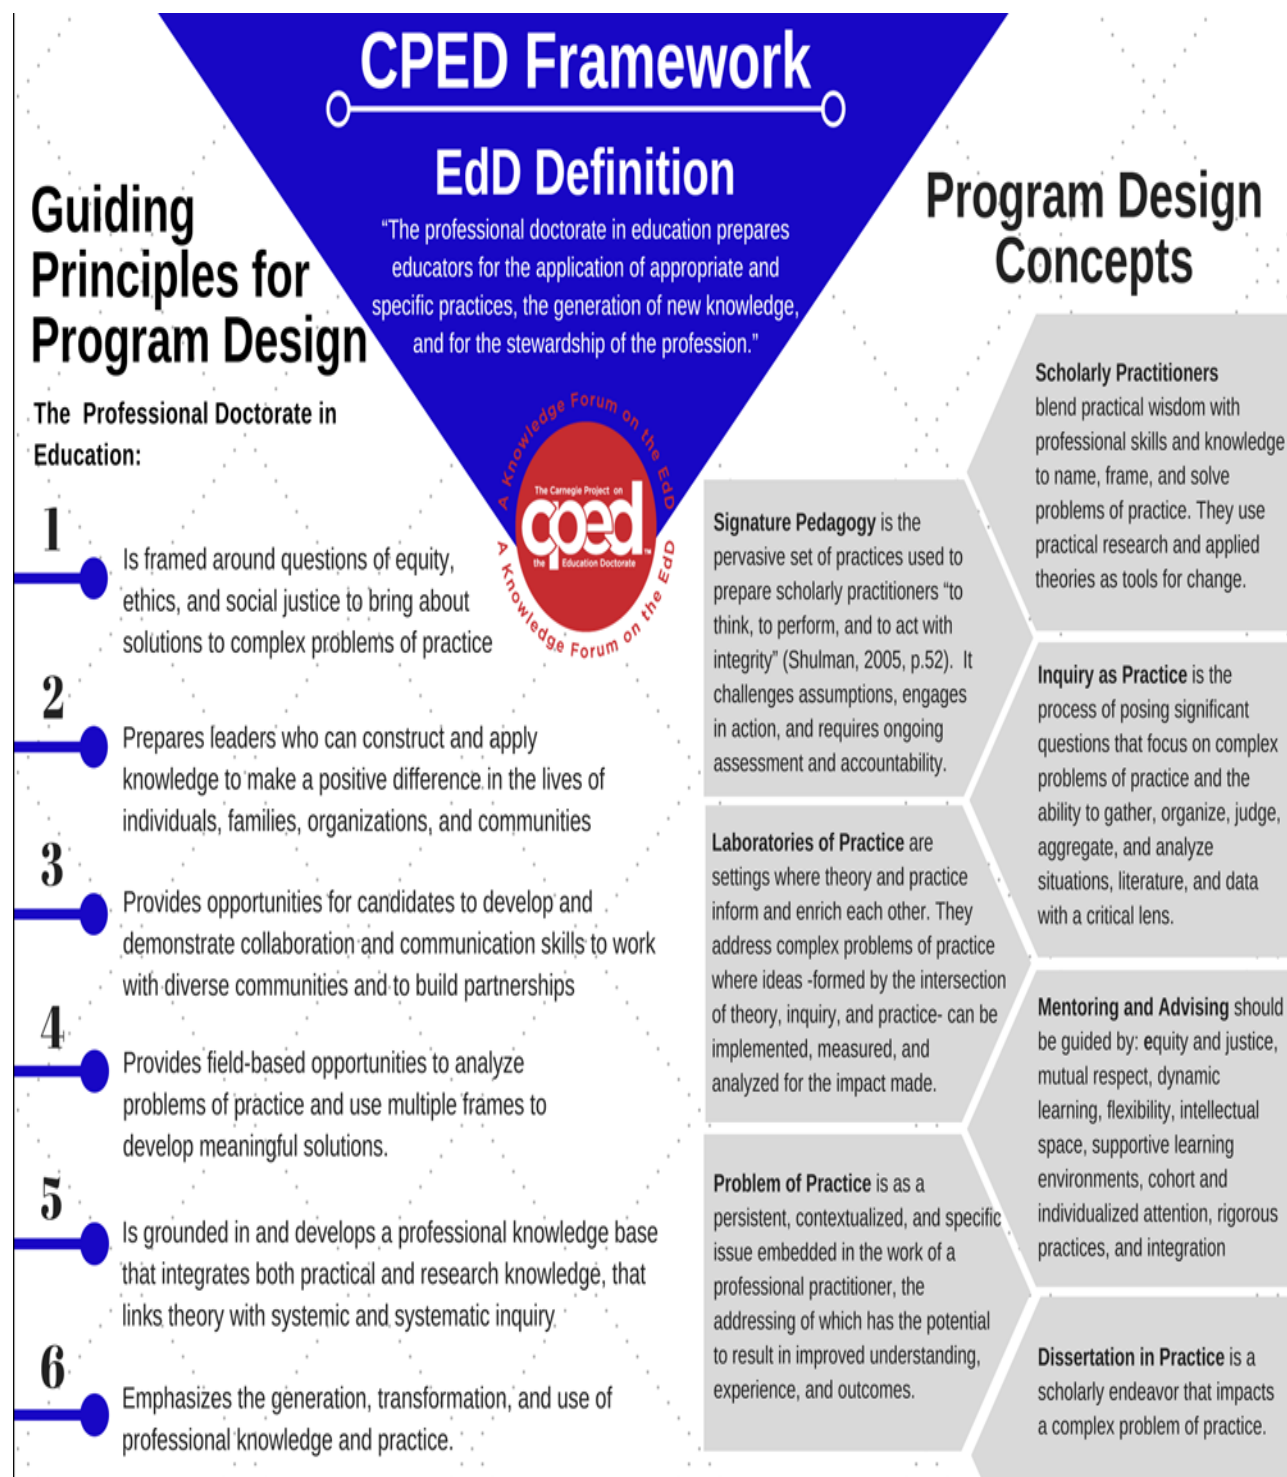 CPED Framework
EdD Definition
“The professional doctorate in education prepares
educators for the application of appropriate and
specific practices, the generation of new knowledge,
and for the stewardship of the profession.”
A Knowledge Forum on the EdD
The Carnegie Project on
cped™
the Education Doctorate
A Knowledge Forum on the EdD
Guiding
Principles for
Program Design
The Professional Doctorate in
Education:
1
Is framed around questions of equity,
ethics, and social justice to bring about
solutions to complex problems of practice
2
Prepares leaders who can construct and apply
knowledge to make a positive difference in the lives of
individuals, families, organizations, and communities
3
Provides opportunities for candidates to develop and
demonstrate collaboration and communication skills to work
with diverse communities and to build partnerships
4
Provides field-based opportunities to analyze
problems of practice and use multiple frames to
develop meaningful solutions.
5
Is grounded in and develops a professional knowledge base
that integrates both practical and research knowledge, that
links theory with systemic and systematic inquiry
6
Emphasizes the generation, transformation, and use of
professional knowledge and practice.
Program Design
Concepts
Scholarly Practitioners
blend practical wisdom with
professional skills and knowledge
to name, frame, and solve
problems of practice. They use
practical research and applied
theories as tools for change.
Signature Pedagogy is the
pervasive set of practices used to
prepare scholarly practitioners “to
think, to perform, and to act with
integrity” (Shulman, 2005, p.52). It
challenges assumptions, engages
in action, and requires ongoing
assessment and accountability.
Inquiry as Practice is the
process of posing significant
questions that focus on complex
problems of practice and the
ability to gather, organize, judge,
aggregate, and analyze
situations, literature, and data
with a critical lens.
Laboratories of Practice are
settings where theory and practice
inform and enrich each other. They
address complex problems of practice
where ideas -formed by the intersection
of theory, inquiry, and practice- can be
implemented, measured, and
analyzed for the impact made.
Mentoring and Advising should
be guided by: equity and justice,
mutual respect, dynamic
learning, flexibility, intellectual
space, supportive learning
environments, cohort and
individualized attention, rigorous
practices, and integration
Problem of Practice is as a
persistent, contextualized, and specific
issue embedded in the work of a
professional practitioner, the
addressing of which has the potential
to result in improved understanding,
experience, and outcomes.
Dissertation in Practice is a
scholarly endeavor that impacts
a complex problem of practice.